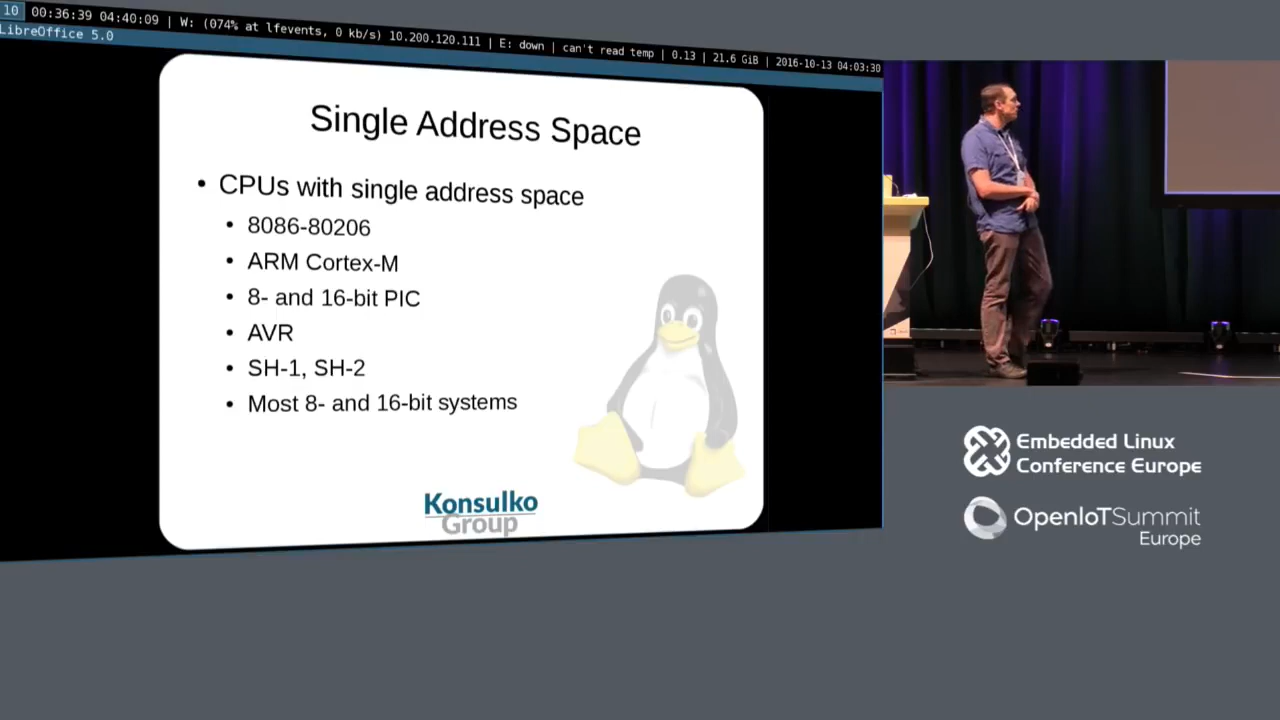 10 00:36:39 04:40:09 | W: (074% at lfevents, 0 kb/s) 10.200.120.111 | E: down | can't read temp | 0.13 | 21.6 GiB | 2016-10-13 04:03:30
LibreOffice 5.0
Single Address Space
• CPUs with single address space
• 8086-80206
• ARM Cortex-M
• 8- and 16-bit PIC
• AVR
• SH-1, SH-2
• Most 8- and 16-bit systems
Konsulko
Group
Embedded Linux
Conference Europe
OpenIoTSummit
Europe